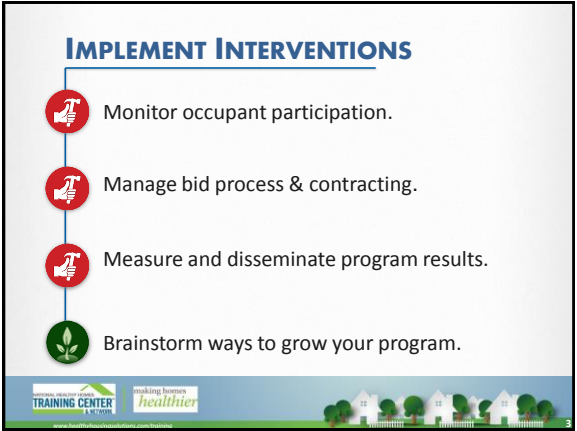 IMPLEMENT INTERVENTIONS
Monitor occupant participation.
Manage bid process & contracting.
Measure and disseminate program results.
Brainstorm ways to grow your program.
NATIONAL HEALTHY HOMES
TRAINING CENTER
& NETWORK
making homes
healthier
www.healthyhousingsolutions.com/training
3